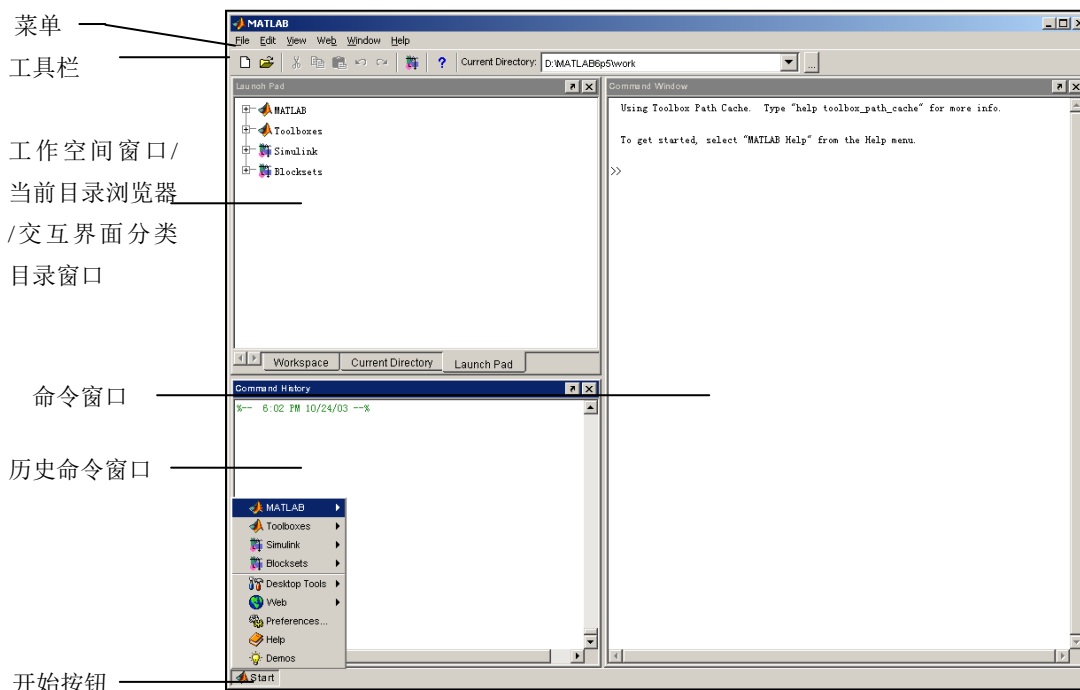 菜单
工具栏
工作空间窗口/
当前目录浏览器
/交互界面分类
目录窗口
命令窗口
历史命令窗口
开始按钮
MATLAB
File Edit View Web Window Help
? Current Directory: D:\MATLAB6p5\work ...
Launch Pad
MATLAB
Toolboxes
Simulink
Blocksets
Workspace Current Directory Launch Pad
Command Window
Using Toolbox Path Cache. Type "help toolbox_path_cache" for more info.
To get started, select "MATLAB Help" from the Help menu.
>>
Command History
%-- 6:02 PM 10/24/03 --%
MATLAB
Toolboxes
Simulink
Blocksets
Desktop Tools
Web
Preferences...
Help
Demos
Start